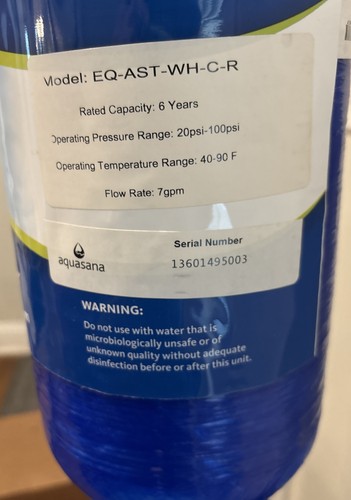 Model: EQ-AST-WH-C-R
Rated Capacity: 6 Years
Operating Pressure Range: 20psi-100psi
Operating Temperature Range: 40-90 F
Flow Rate: 7gpm
aquasana
Serial Number
13601495003
WARNING:
Do not use with water that is
microbiologically unsafe or of
unknown quality without adequate
disinfection before or after this unit.